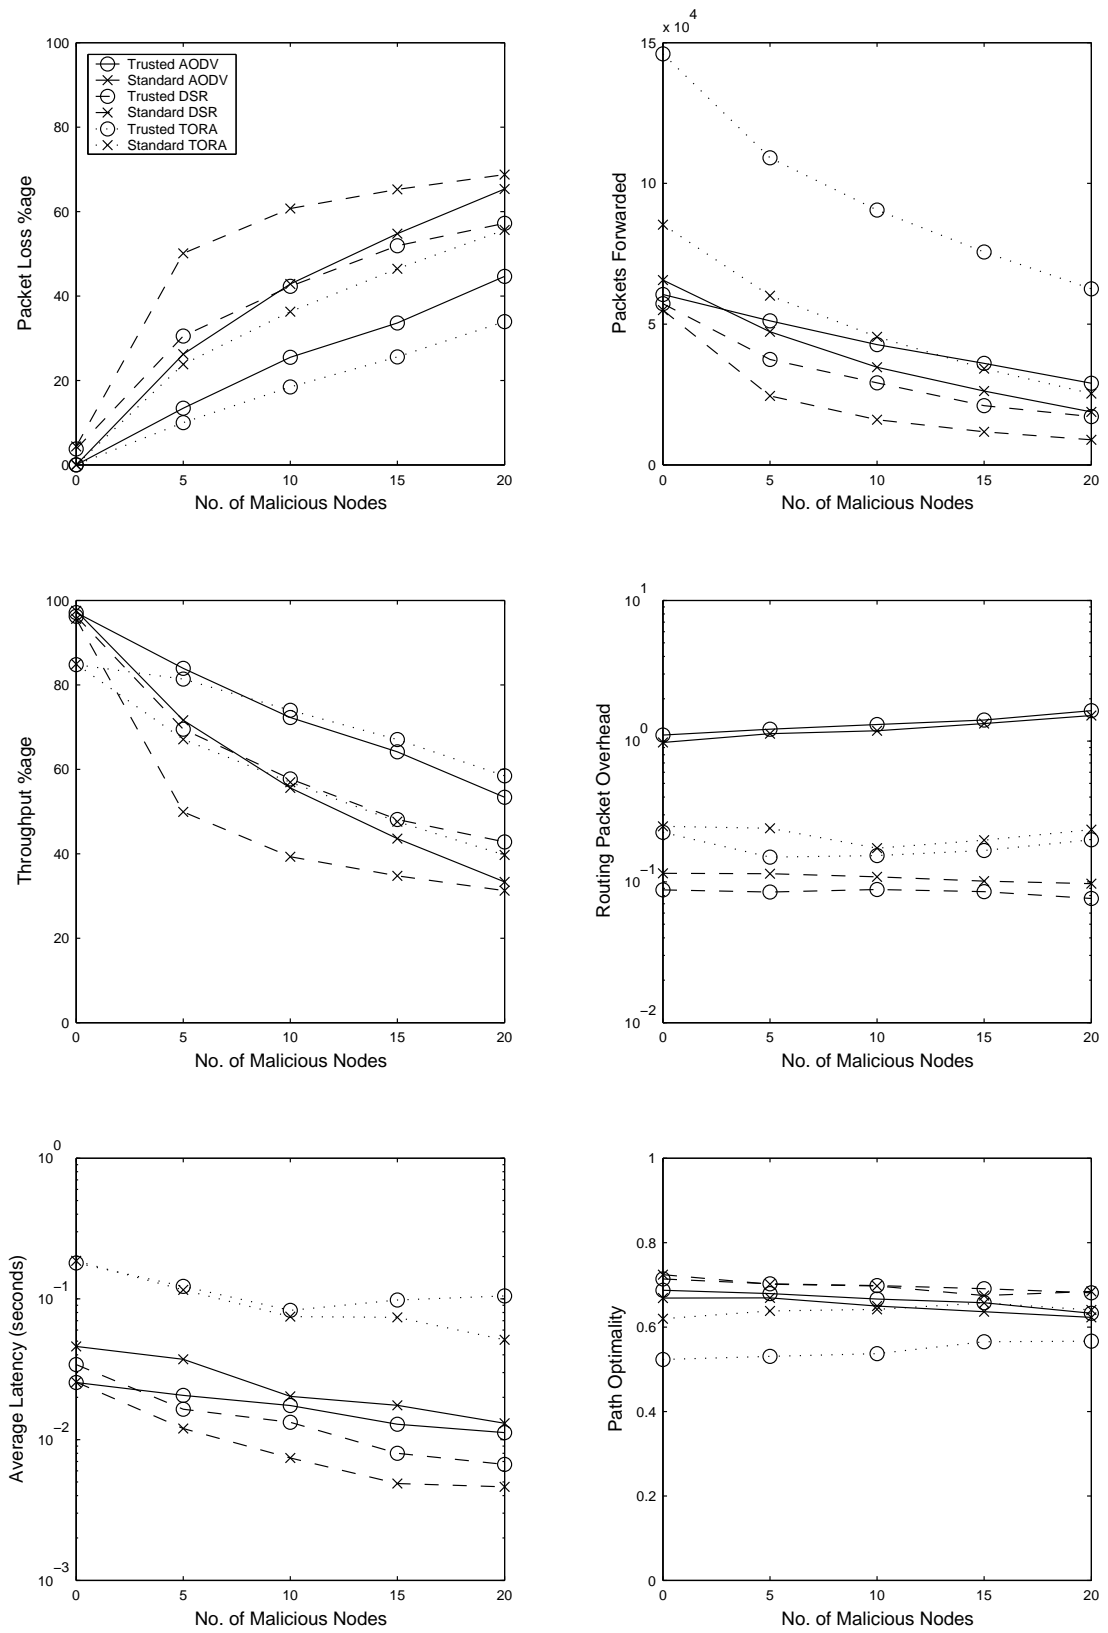 100
80
60
40
20
0
Packet Loss %age
Trusted AODV
Standard AODV
Trusted DSR
Standard DSR
Trusted TORA
Standard TORA
0 5 10 15 20
No. of Malicious Nodes
x 10^4
15
10
5
0
Packets Forwarded
0 5 10 15 20
No. of Malicious Nodes
100
80
60
40
20
0
Throughput %age
0 5 10 15 20
No. of Malicious Nodes
10^1
10^0
10^−1
10^−2
Routing Packet Overhead
0 5 10 15 20
No. of Malicious Nodes
10^0
10^−1
10^−2
10^−3
Average Latency (seconds)
0 5 10 15 20
No. of Malicious Nodes
1
0.8
0.6
0.4
0.2
0
Path Optimality
0 5 10 15 20
No. of Malicious Nodes